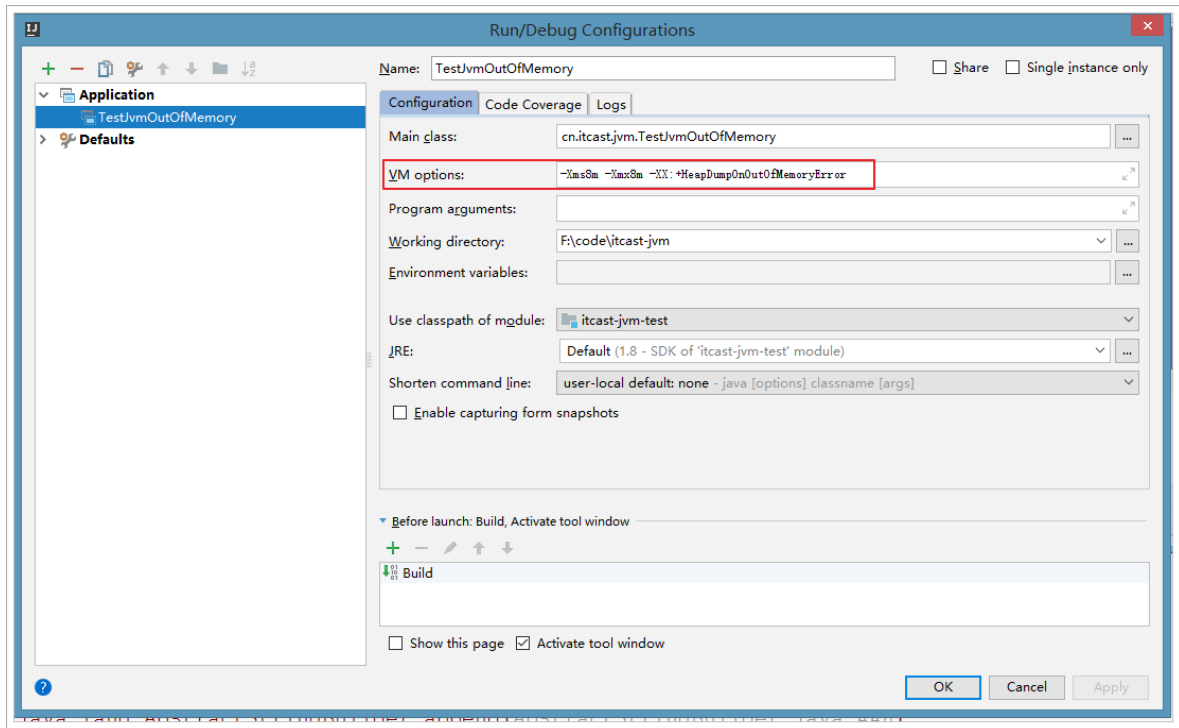 Run/Debug Configurations
Application
TestJvmOutOfMemory
Defaults
Name: TestJvmOutOfMemory
Share
Single instance only
Configuration
Code Coverage
Logs
Main class: cn.itcast.jvm.TestJvmOutOfMemory ...
VM options: -Xms8m -Xmx8m -XX:+HeapDumpOnOutOfMemoryError
Program arguments:
Working directory: F:\code\itcast-jvm ...
Environment variables: ...
Use classpath of module: itcast-jvm-test
JRE: Default (1.8 - SDK of 'itcast-jvm-test' module) ...
Shorten command line: user-local default: none - java [options] classname [args]
Enable capturing form snapshots
Before launch: Build, Activate tool window
Build
Show this page
Activate tool window
OK
Cancel
Apply